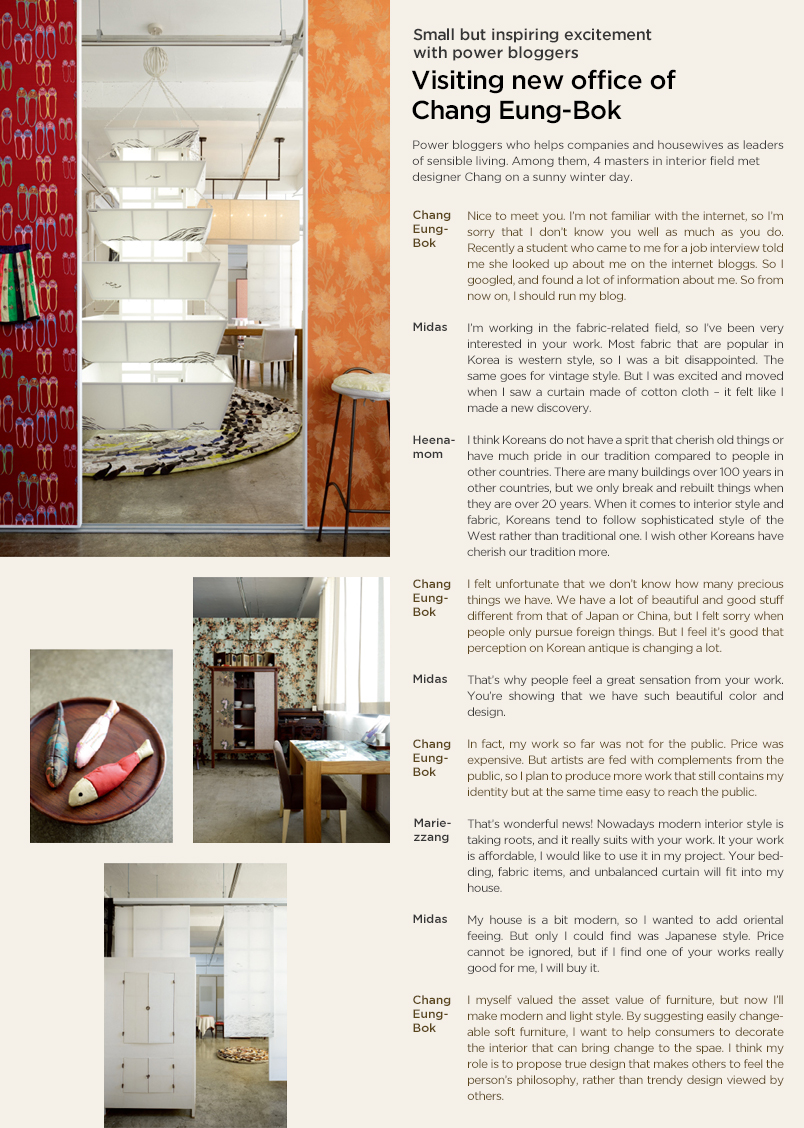 Small but inspiring excitement
with power bloggers
Visiting new office of
Chang Eung-Bok
Power bloggers who helps companies and housewives as leaders
of sensible living. Among them, 4 masters in interior field met
designer Chang on a sunny winter day.
Chang
Eung-
Bok
Nice to meet you. I'm not familiar with the internet, so I'm
sorry that I don't know you well as much as you do.
Recently a student who came to me for a job interview told
me she looked up about me on the internet bloggs. So I
googled, and found a lot of information about me. So from
now on, I should run my blog.
Midas
I'm working in the fabric-related field, so I've been very
interested in your work. Most fabric that are popular in
Korea is western style, so I was a bit disappointed. The
same goes for vintage style. But I was excited and moved
when I saw a curtain made of cotton cloth – it felt like I
made a new discovery.
Heena-
mom
I think Koreans do not have a sprit that cherish old things or
have much pride in our tradition compared to people in
other countries. There are many buildings over 100 years in
other countries, but we only break and rebuilt things when
they are over 20 years. When it comes to interior style and
fabric, Koreans tend to follow sophisticated style of the
West rather than traditional one. I wish other Koreans have
cherish our tradition more.
Chang
Eung-
Bok
I felt unfortunate that we don't know how many precious
things we have. We have a lot of beautiful and good stuff
different from that of Japan or China, but I felt sorry when
people only pursue foreign things. But I feel it's good that
perception on Korean antique is changing a lot.
Midas
That's why people feel a great sensation from your work.
You're showing that we have such beautiful color and
design.
Chang
Eung-
Bok
In fact, my work so far was not for the public. Price was
expensive. But artists are fed with complements from the
public, so I plan to produce more work that still contains my
identity but at the same time easy to reach the public.
Marie-
zzang
That's wonderful news! Nowadays modern interior style is
taking roots, and it really suits with your work. It your work
is affordable, I would like to use it in my project. Your bed-
ding, fabric items, and unbalanced curtain will fit into my
house.
Midas
My house is a bit modern, so I wanted to add oriental
feeing. But only I could find was Japanese style. Price
cannot be ignored, but if I find one of your works really
good for me, I will buy it.
Chang
Eung-
Bok
I myself valued the asset value of furniture, but now I'll
make modern and light style. By suggesting easily change-
able soft furniture, I want to help consumers to decorate
the interior that can bring change to the spae. I think my
role is to propose true design that makes others to feel the
person's philosophy, rather than trendy design viewed by
others.